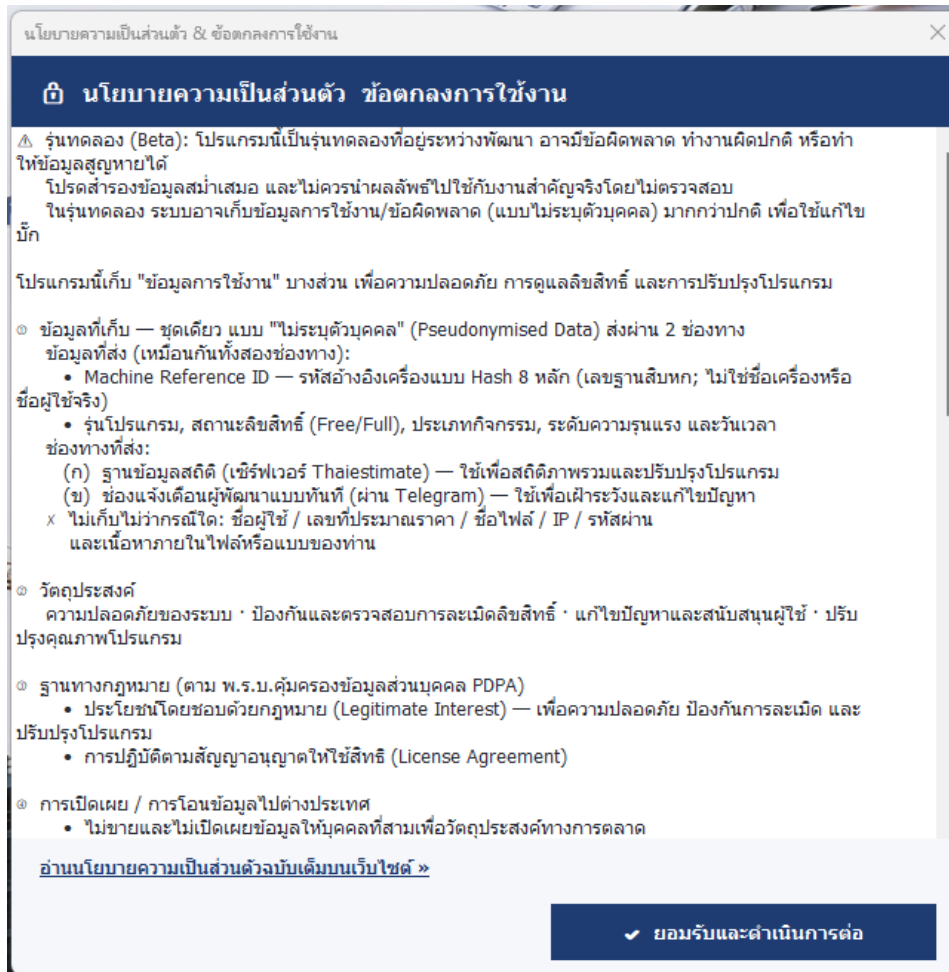 นโยบายความเป็นส่วนตัว & ข้อตกลงการใช้งาน
นโยบายความเป็นส่วนตัว ข้อตกลงการใช้งาน
⚠ รุ่นทดลอง (Beta): โปรแกรมนี้เป็นรุ่นทดลองที่อยู่ระหว่างพัฒนา อาจมีข้อผิดพลาด ทำงานผิดปกติ หรือทำ
ให้ข้อมูลสูญหายได้
โปรดสำรองข้อมูลสม่ำเสมอ และไม่ควรนำผลลัพธ์ไปใช้กับงานสำคัญจริงโดยไม่ตรวจสอบ
ในรุ่นทดลอง ระบบอาจเก็บข้อมูลการใช้งาน/ข้อผิดพลาด (แบบไม่ระบุตัวบุคคล) มากกว่าปกติ เพื่อใช้แก้ไข
บั๊ก
โปรแกรมนี้เก็บ "ข้อมูลการใช้งาน" บางส่วน เพื่อความปลอดภัย การดูแลลิขสิทธิ์ และการปรับปรุงโปรแกรม
① ข้อมูลที่เก็บ — ชุดเดียว แบบ "ไม่ระบุตัวบุคคล" (Pseudonymised Data) ส่งผ่าน 2 ช่องทาง
ข้อมูลที่ส่ง (เหมือนกันทั้งสองช่องทาง):
• Machine Reference ID — รหัสอ้างอิงเครื่องแบบ Hash 8 หลัก (เลขฐานสิบหก; ไม่ใช่ชื่อเครื่องหรือ
ชื่อผู้ใช้จริง)
• รุ่นโปรแกรม, สถานะลิขสิทธิ์ (Free/Full), ประเภทกิจกรรม, ระดับความรุนแรง และวันเวลา
ช่องทางที่ส่ง:
(ก) ฐานข้อมูลสถิติ (เซิร์ฟเวอร์ Thaiestimate) — ใช้เพื่อสถิติภาพรวมและปรับปรุงโปรแกรม
(ข) ช่องแจ้งเตือนผู้พัฒนาแบบทันที (ผ่าน Telegram) — ใช้เพื่อเฝ้าระวังและแก้ไขปัญหา
✗ ไม่เก็บไม่ว่ากรณีใด: ชื่อผู้ใช้ / เลขที่ประมาณราคา / ชื่อไฟล์ / IP / รหัสผ่าน
และเนื้อหาภายในไฟล์หรือแบบของท่าน
② วัตถุประสงค์
ความปลอดภัยของระบบ · ป้องกันและตรวจสอบการละเมิดลิขสิทธิ์ · แก้ไขปัญหาและสนับสนุนผู้ใช้ · ปรับ
ปรุงคุณภาพโปรแกรม
③ ฐานทางกฎหมาย (ตาม พ.ร.บ.คุ้มครองข้อมูลส่วนบุคคล PDPA)
• ประโยชน์โดยชอบด้วยกฎหมาย (Legitimate Interest) — เพื่อความปลอดภัย ป้องกันการละเมิด และ
ปรับปรุงโปรแกรม
• การปฏิบัติตามสัญญาอนุญาตให้ใช้สิทธิ (License Agreement)
④ การเปิดเผย / การโอนข้อมูลไปต่างประเทศ
• ไม่ขายและไม่เปิดเผยข้อมูลให้บุคคลที่สามเพื่อวัตถุประสงค์ทางการตลาด
อ่านนโยบายความเป็นส่วนตัวฉบับเต็มบนเว็บไซต์ »
✔ ยอมรับและดำเนินการต่อ